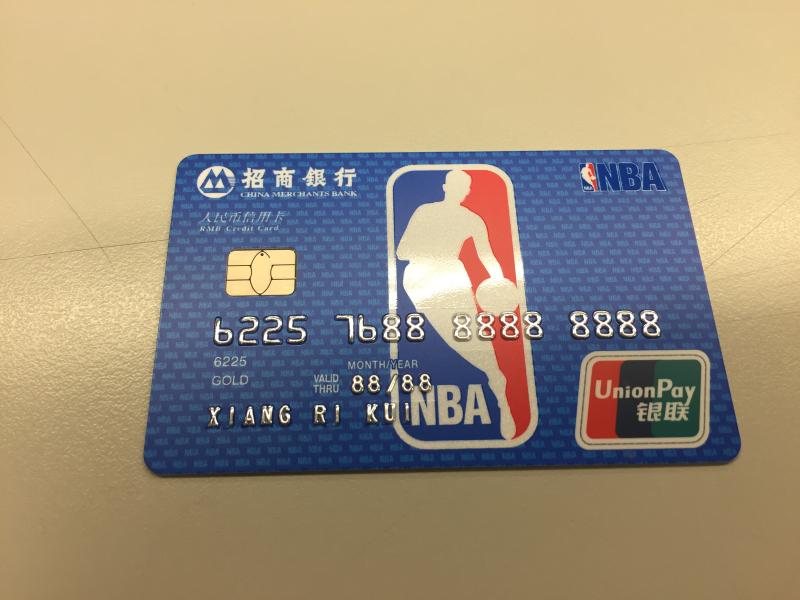 招商银行
CHINA MERCHANTS BANK
NBA
人民币信用卡
RMB Credit Card
6225 7688 8888 8888
6225
MONTH/YEAR
GOLD
VALID THRU
88/88
XIANG RI KUI
NBA
UnionPay
银联